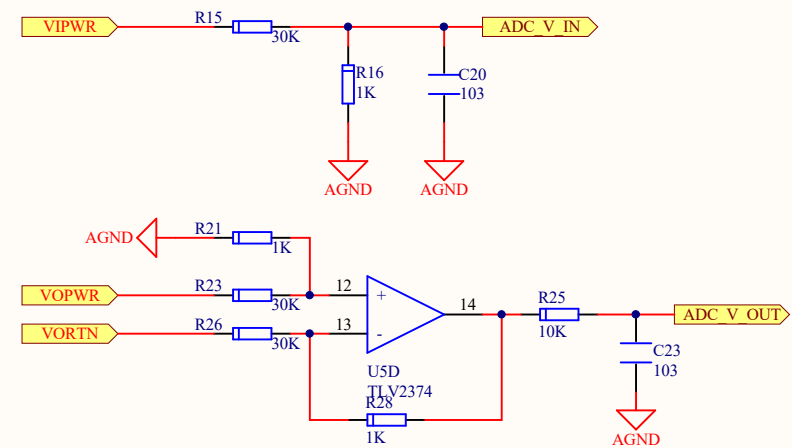 VIPWR
R15
30K
ADC_V_IN
R16
1K
C20
103
AGND
AGND
AGND
R21
1K
VOPWR
R23
30K
12
+
VORTN
R26
30K
13
-
14
R25
10K
ADC_V_OUT
U5D
TLV2374
R28
1K
C23
103
AGND